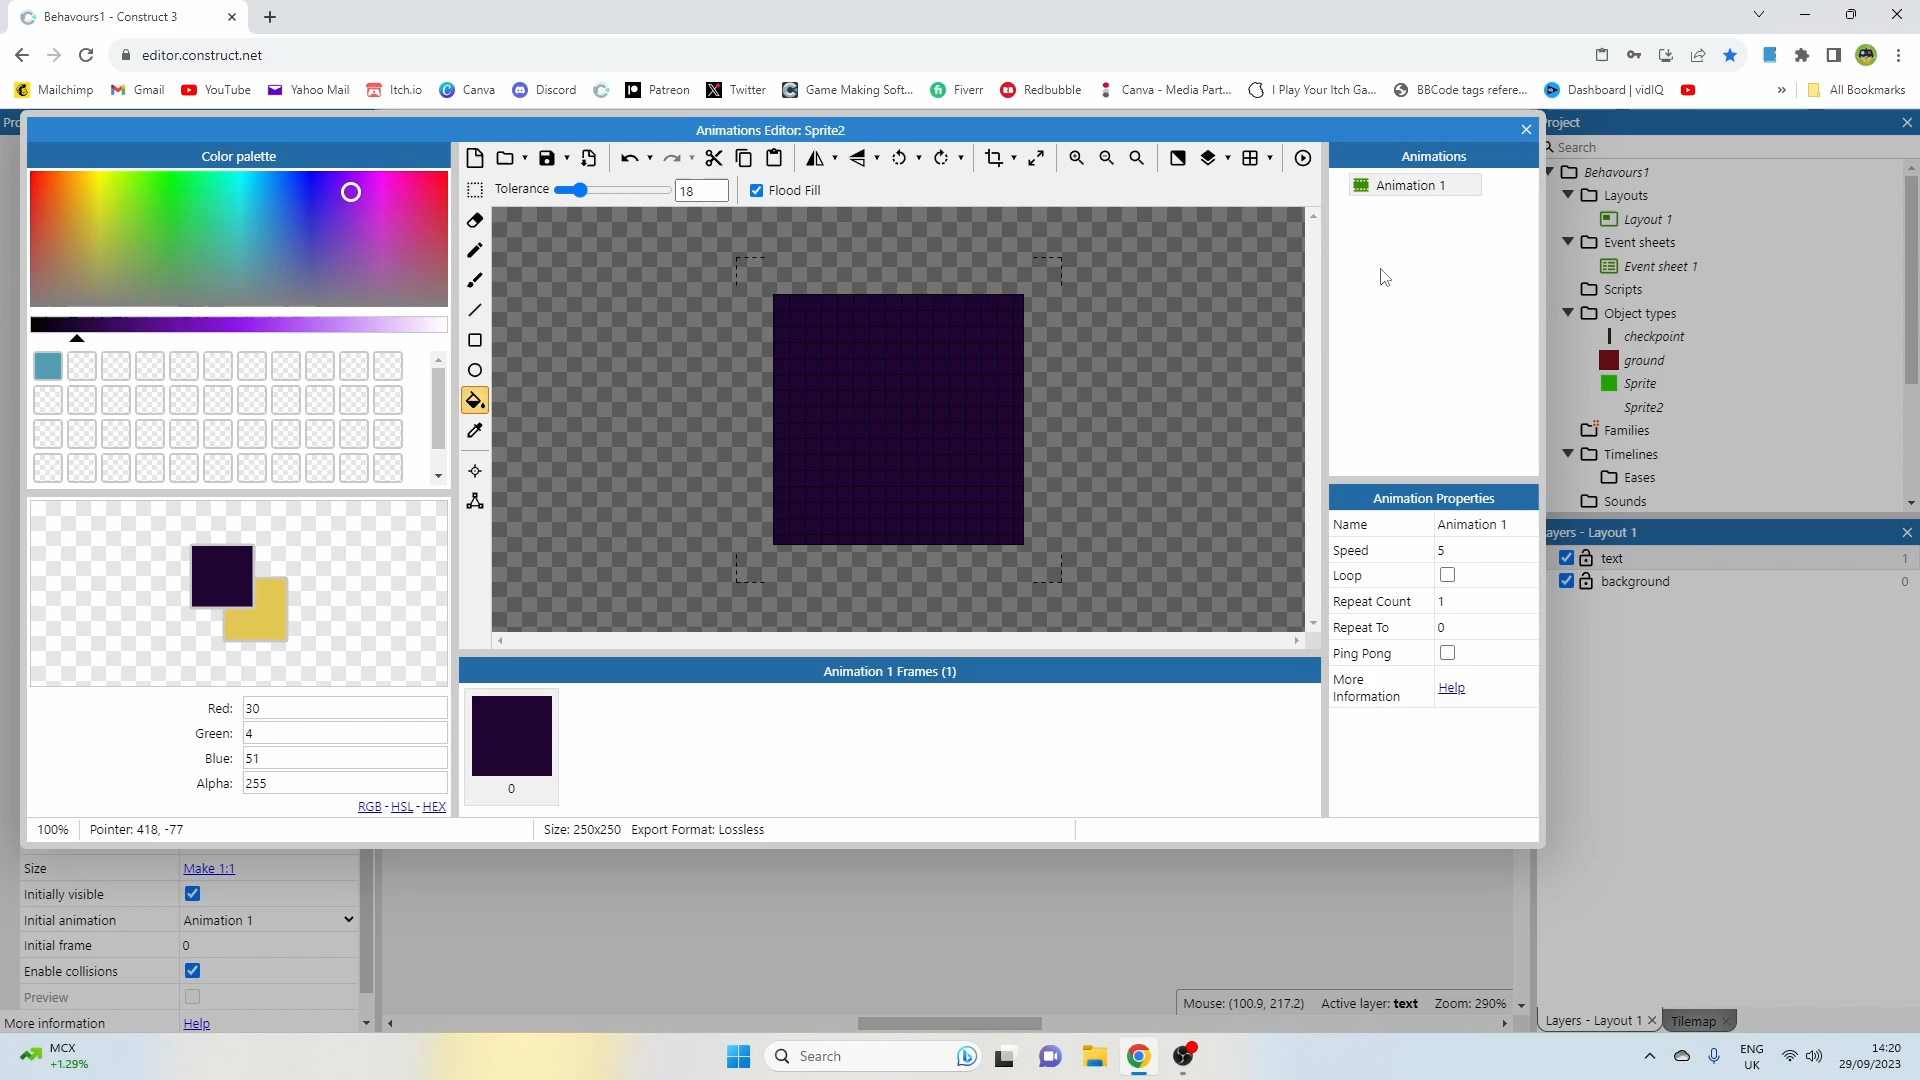 Behavours1 - Construct 3
editor.construct.net
Mailchimp
Gmail
YouTube
Yahoo Mail
Itch.io
Canva
Discord
Patreon
Twitter
Game Making Soft...
Fiverr
Redbubble
Canva - Media Part...
I Play Your Itch Ga...
BBCode tags refere...
Dashboard | vidIQ
»
All Bookmarks
Animations Editor: Sprite2
Color palette
Tolerance 18
Flood Fill
Animations
Animation 1
Animation Properties
Name Animation 1
Speed 5
Loop
Repeat Count 1
Repeat To 0
Ping Pong
More
Information
Help
Animation 1 Frames (1)
0
Red: 30
Green: 4
Blue: 51
Alpha: 255
RGB - HSL - HEX
100%
Pointer: 418, -77
Size: 250x250 Export Format: Lossless
Project
Search
Behavours1
Layouts
Layout 1
Event sheets
Event sheet 1
Scripts
Object types
checkpoint
ground
Sprite
Sprite2
Families
Timelines
Eases
Sounds
ayers - Layout 1
text 1
background 0
Size Make 1:1
Initially visible
Initial animation Animation 1
Initial frame 0
Enable collisions
Preview
More information Help
Mouse: (100.9, 217.2) Active layer: text Zoom: 290%
Layers - Layout 1
Tilemap
MCX
+1.29%
Search
ENG
UK
14:20
29/09/2023